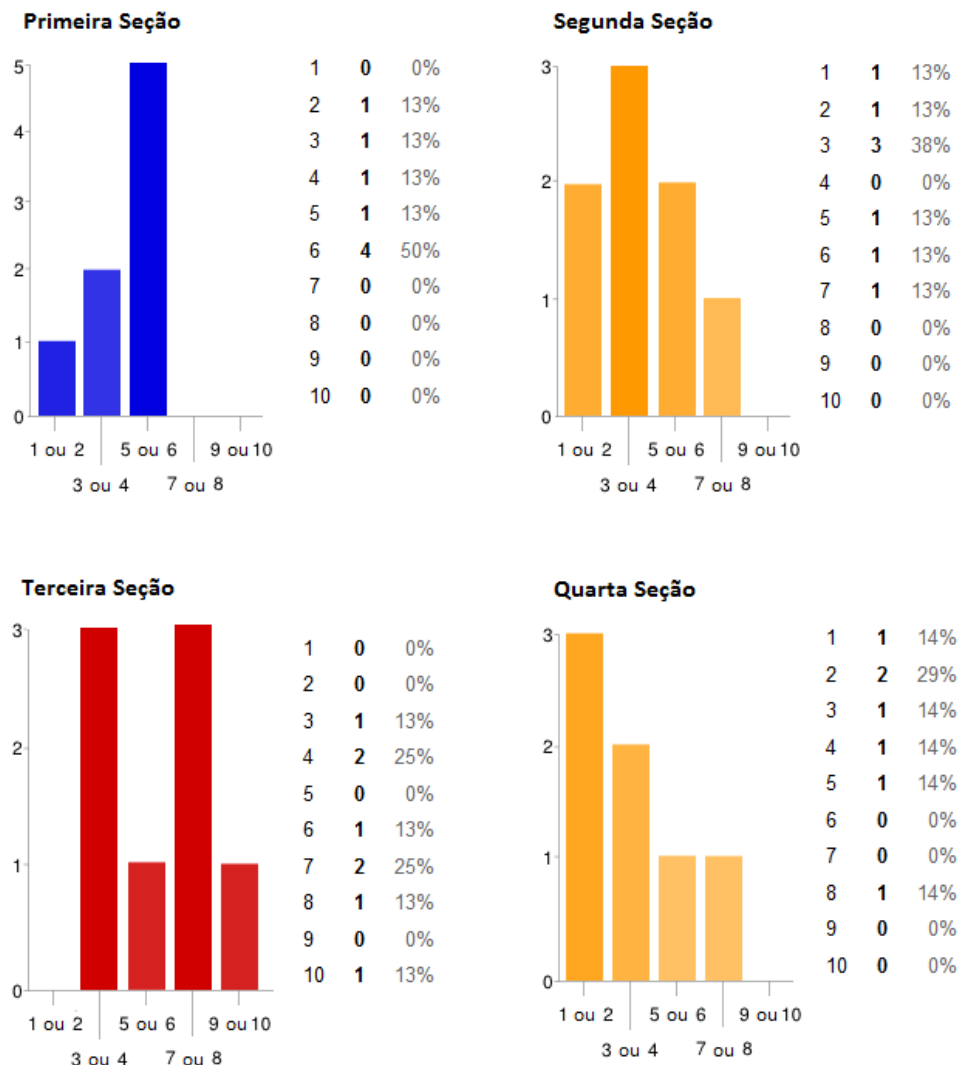 Primeira Seção
5
4
3
2
1
0
1 ou 2
5 ou 6
9 ou 10
3 ou 4
7 ou 8
1 0 0%
2 1 13%
3 1 13%
4 1 13%
5 1 13%
6 4 50%
7 0 0%
8 0 0%
9 0 0%
10 0 0%
Segunda Seção
3
2
1
0
1 ou 2
5 ou 6
9 ou 10
3 ou 4
7 ou 8
1 1 13%
2 1 13%
3 3 38%
4 0 0%
5 1 13%
6 1 13%
7 1 13%
8 0 0%
9 0 0%
10 0 0%
Terceira Seção
3
2
1
0
1 ou 2
5 ou 6
9 ou 10
3 ou 4
7 ou 8
1 0 0%
2 0 0%
3 1 13%
4 2 25%
5 0 0%
6 1 13%
7 2 25%
8 1 13%
9 0 0%
10 1 13%
Quarta Seção
3
2
1
0
1 ou 2
5 ou 6
9 ou 10
3 ou 4
7 ou 8
1 1 14%
2 2 29%
3 1 14%
4 1 14%
5 1 14%
6 0 0%
7 0 0%
8 1 14%
9 0 0%
10 0 0%